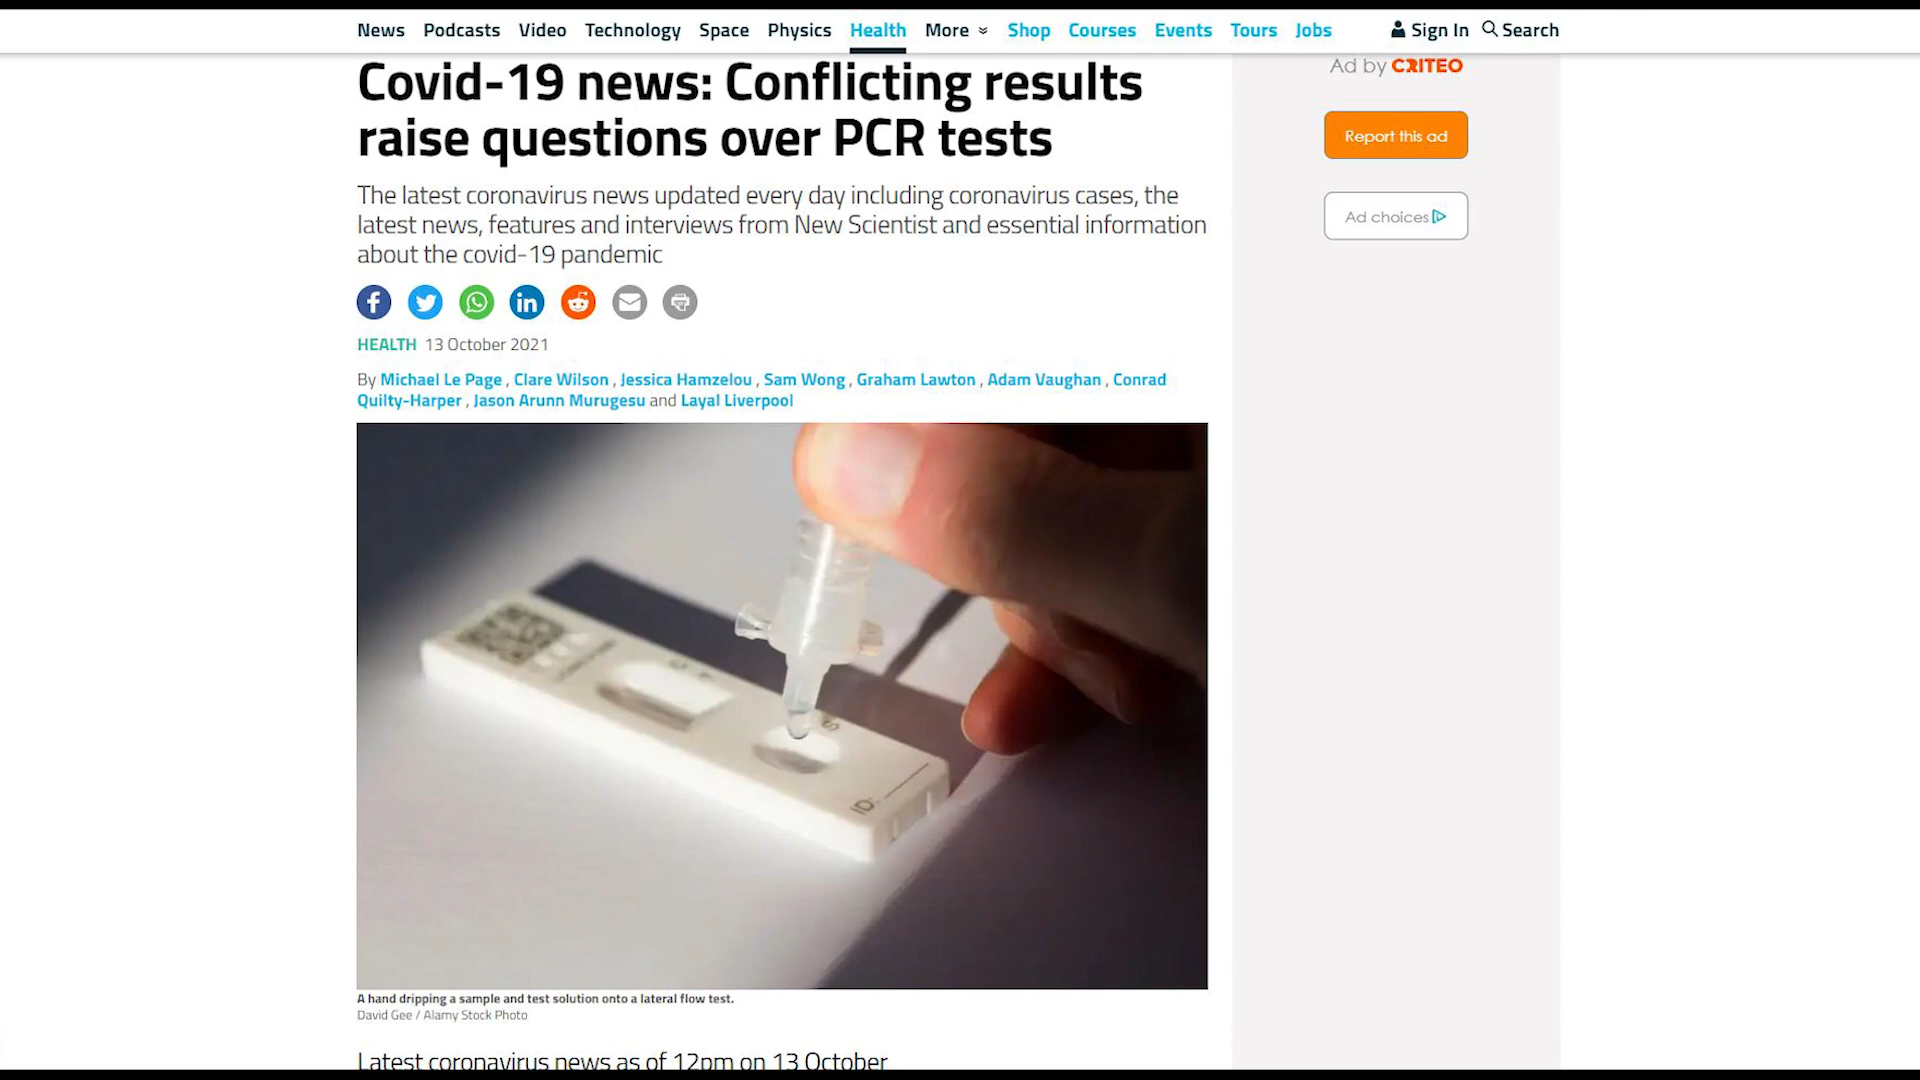 News Podcasts Video Technology Space Physics Health More Shop Courses Events Tours Jobs Sign In Search
Covid-19 news: Conflicting results
raise questions over PCR tests
The latest coronavirus news updated every day including coronavirus cases, the
latest news, features and interviews from New Scientist and essential information
about the covid-19 pandemic
HEALTH 13 October 2021
By Michael Le Page , Clare Wilson , Jessica Hamzelou , Sam Wong , Graham Lawton , Adam Vaughan , Conrad
Quilty-Harper , Jason Arunn Murugesu and Layal Liverpool
S
ID:
A hand dripping a sample and test solution onto a lateral flow test.
David Gee / Alamy Stock Photo
Latest coronavirus news as of 12pm on 13 October
Ad by CRITEO
Report this ad
Ad choices